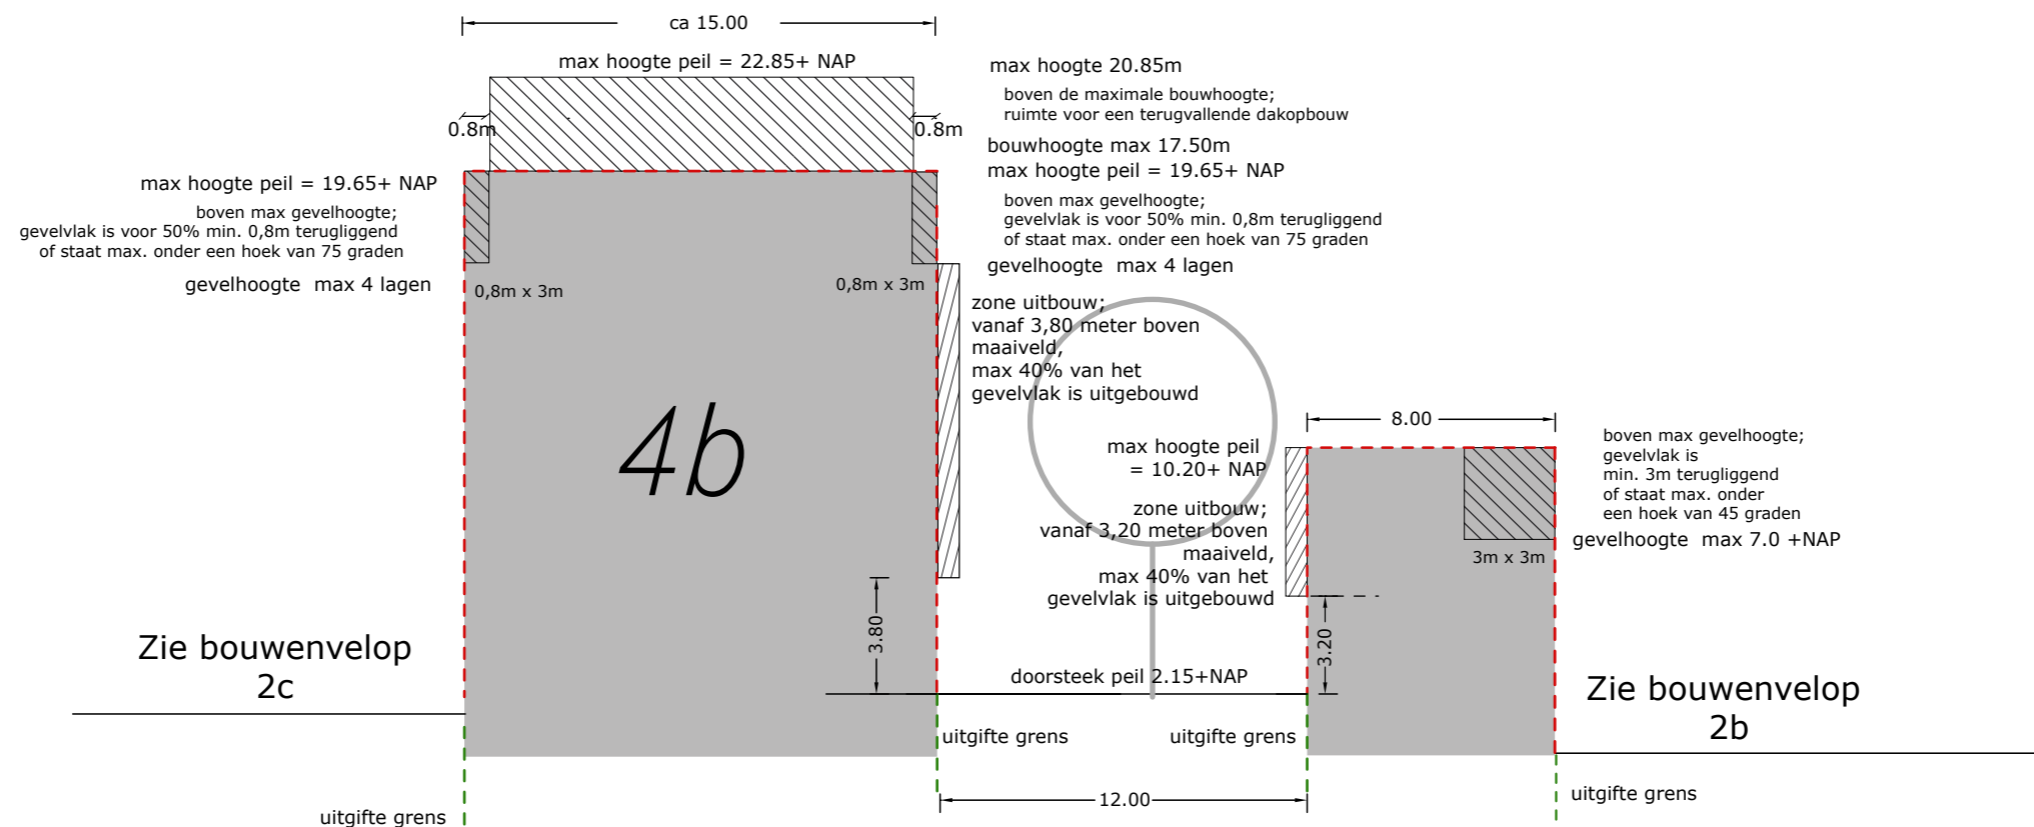 ca 15.00
max hoogte peil = 22.85+ NAP
0.8m
0.8m
max hoogte 20.85m
boven de maximale bouwhoogte;
ruimte voor een terugvallende dakopbouw
bouwhoogte max 17.50m
max hoogte peil = 19.65+ NAP
boven max gevelhoogte;
gevelvlak is voor 50% min. 0,8m terugliggend
of staat max. onder een hoek van 75 graden
gevelhoogte  max 4 lagen
max hoogte peil = 19.65+ NAP
boven max gevelhoogte;
gevelvlak is voor 50% min. 0,8m terugliggend
of staat max. onder een hoek van 75 graden
gevelhoogte  max 4 lagen
0,8m x 3m
0,8m x 3m
zone uitbouw;
vanaf 3,80 meter boven
maaiveld,
max 40% van het
gevelvlak is uitgebouwd
4b
8.00
max hoogte peil
= 10.20+ NAP
zone uitbouw;
vanaf 3,20 meter boven
maaiveld,
max 40% van het
gevelvlak is uitgebouwd
boven max gevelhoogte;
gevelvlak is
min. 3m terugliggend
of staat max. onder
een hoek van 45 graden
gevelhoogte  max 7.0 +NAP
3m x 3m
3.80
3.20
doorsteek peil 2.15+NAP
Zie bouwenvelop
2c
Zie bouwenvelop
2b
uitgifte grens
uitgifte grens
12.00
uitgifte grens
uitgifte grens